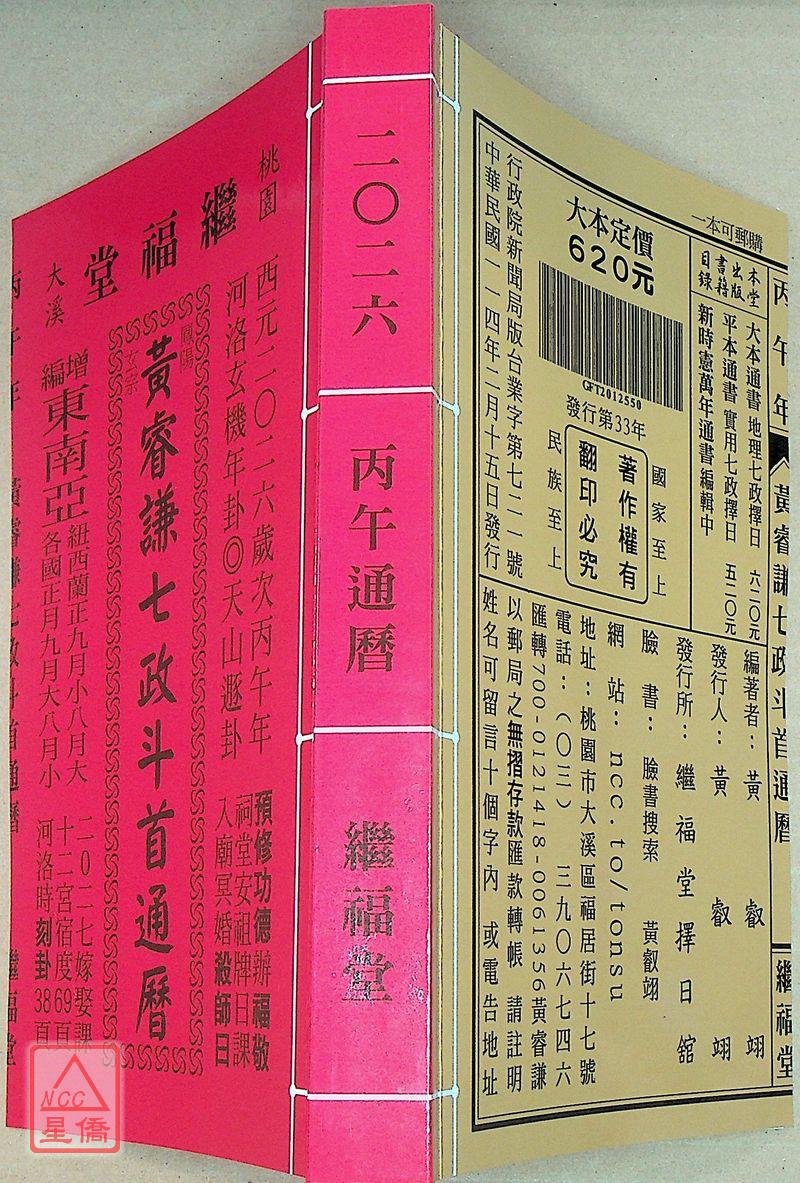 桃園
大溪
繼福堂
西元二〇二六歲次丙午年
河洛玄機年卦◎天山遯卦
鳳陽
玄宗
黃睿謙七政斗首通曆
增編
東南亞
紐西蘭正九月小八月大
各國正月九月大八月小
預修功德辦福敬
祠堂安祖牌日課
入廟冥婚殺師日
二〇二七嫁娶課
十二宮宿度69頁
河洛時刻卦38頁
丙午年
黃睿謙七政斗首通曆
繼福堂
NCC
星僑
二〇二六
丙午通曆
繼福堂
一本可郵購
丙午年
黃睿謙七政斗首通曆
繼福堂
本堂出版書籍目錄
大本通書 地理七政擇日 六二〇元
平本通書 實用七政擇日 五二〇元
新時憲萬年通書編輯中
大本定價
620元
GFT2012550
發行第33年
國家至上
著作權有
翻印必究
民族至上
行政院新聞局版台業字第七二一號
中華民國一一四年二月十五日發行
編著者：黃叡翊
發行人：黃叡翊
發行所：繼福堂擇日舘
臉書：臉書搜索 黃叡翊
網站：ncc.to/tonsu
地址：桃園市大溪區福居街十七號
電話：（〇三）三九〇六七四六
匯轉700-0121418-0061356黃睿謙
以郵局之無摺存款匯款轉帳 請註明
姓名可留言十個字內 或電告地址